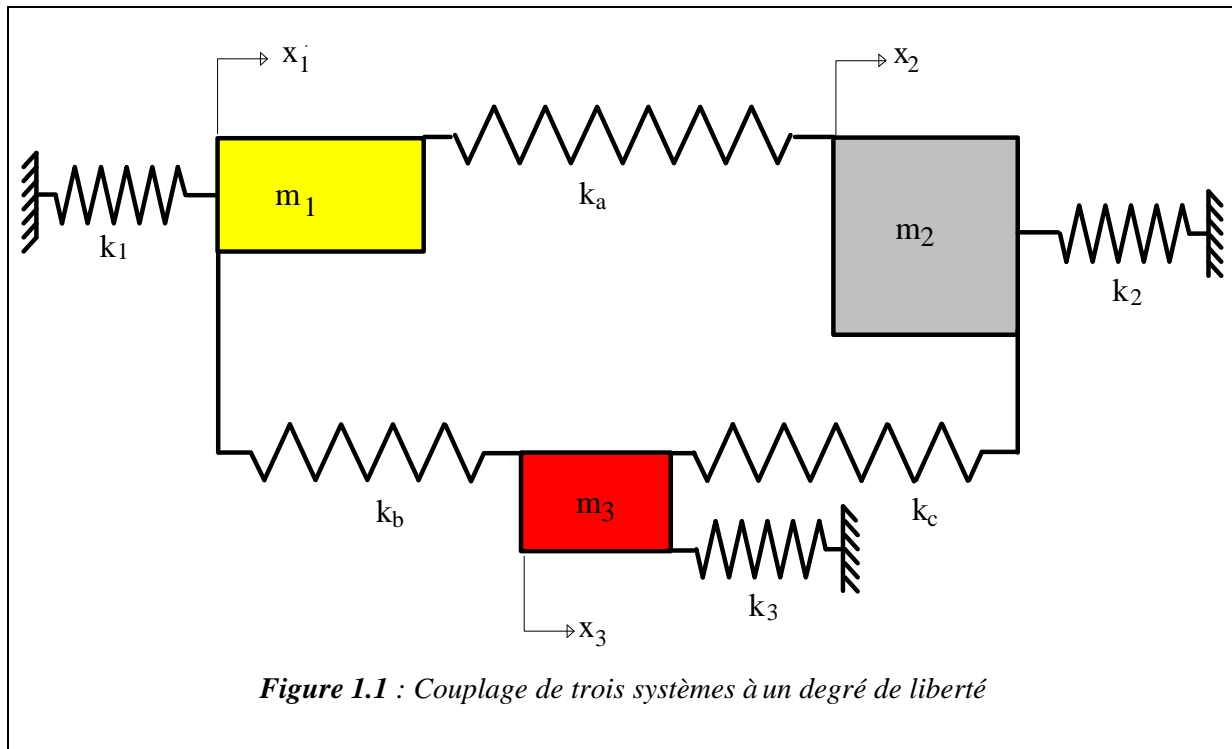 x1
x2
ka
m1
k1
m2
k2
kb
m3
kc
k3
x3
Figure 1.1 : Couplage de trois systèmes à un degré de liberté